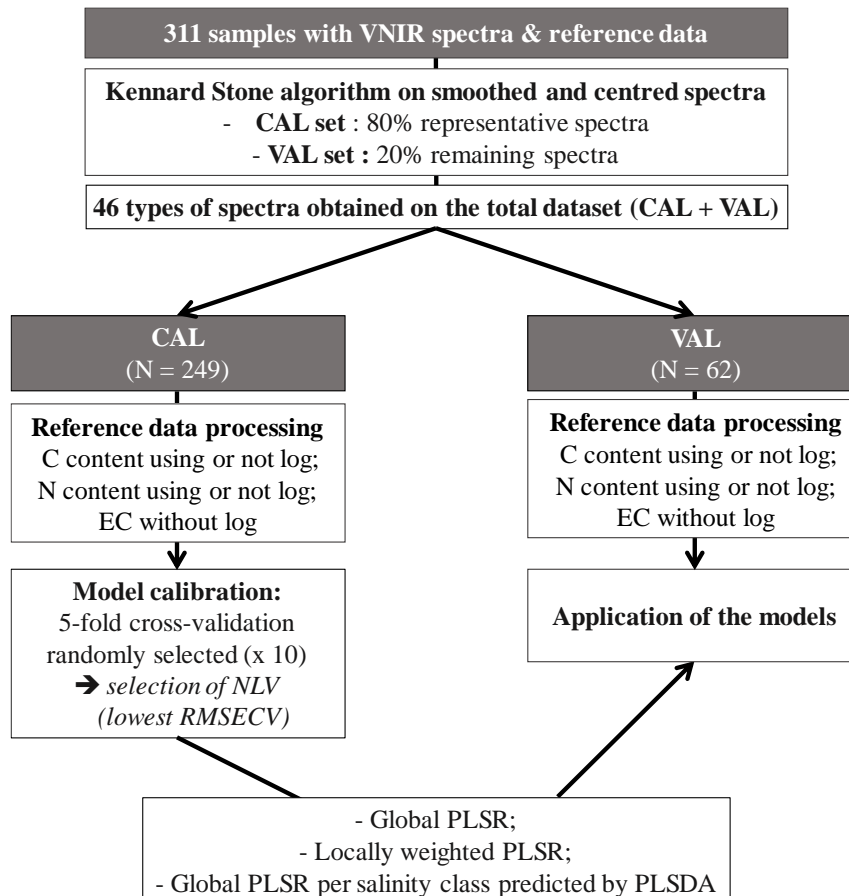 311 samples with VNIR spectra & reference data
Kennard Stone algorithm on smoothed and centred spectra
- CAL set : 80% representative spectra
- VAL set : 20% remaining spectra
46 types of spectra obtained on the total dataset (CAL + VAL)
CAL
(N = 249)
Reference data processing
C content using or not log;
N content using or not log;
EC without log
Model calibration:
5-fold cross-validation
randomly selected (x 10)
➔ selection of NLV
(lowest RMSECV)
VAL
(N = 62)
Reference data processing
C content using or not log;
N content using or not log;
EC without log
Application of the models
- Global PLSR;
- Locally weighted PLSR;
- Global PLSR per salinity class predicted by PLSDA